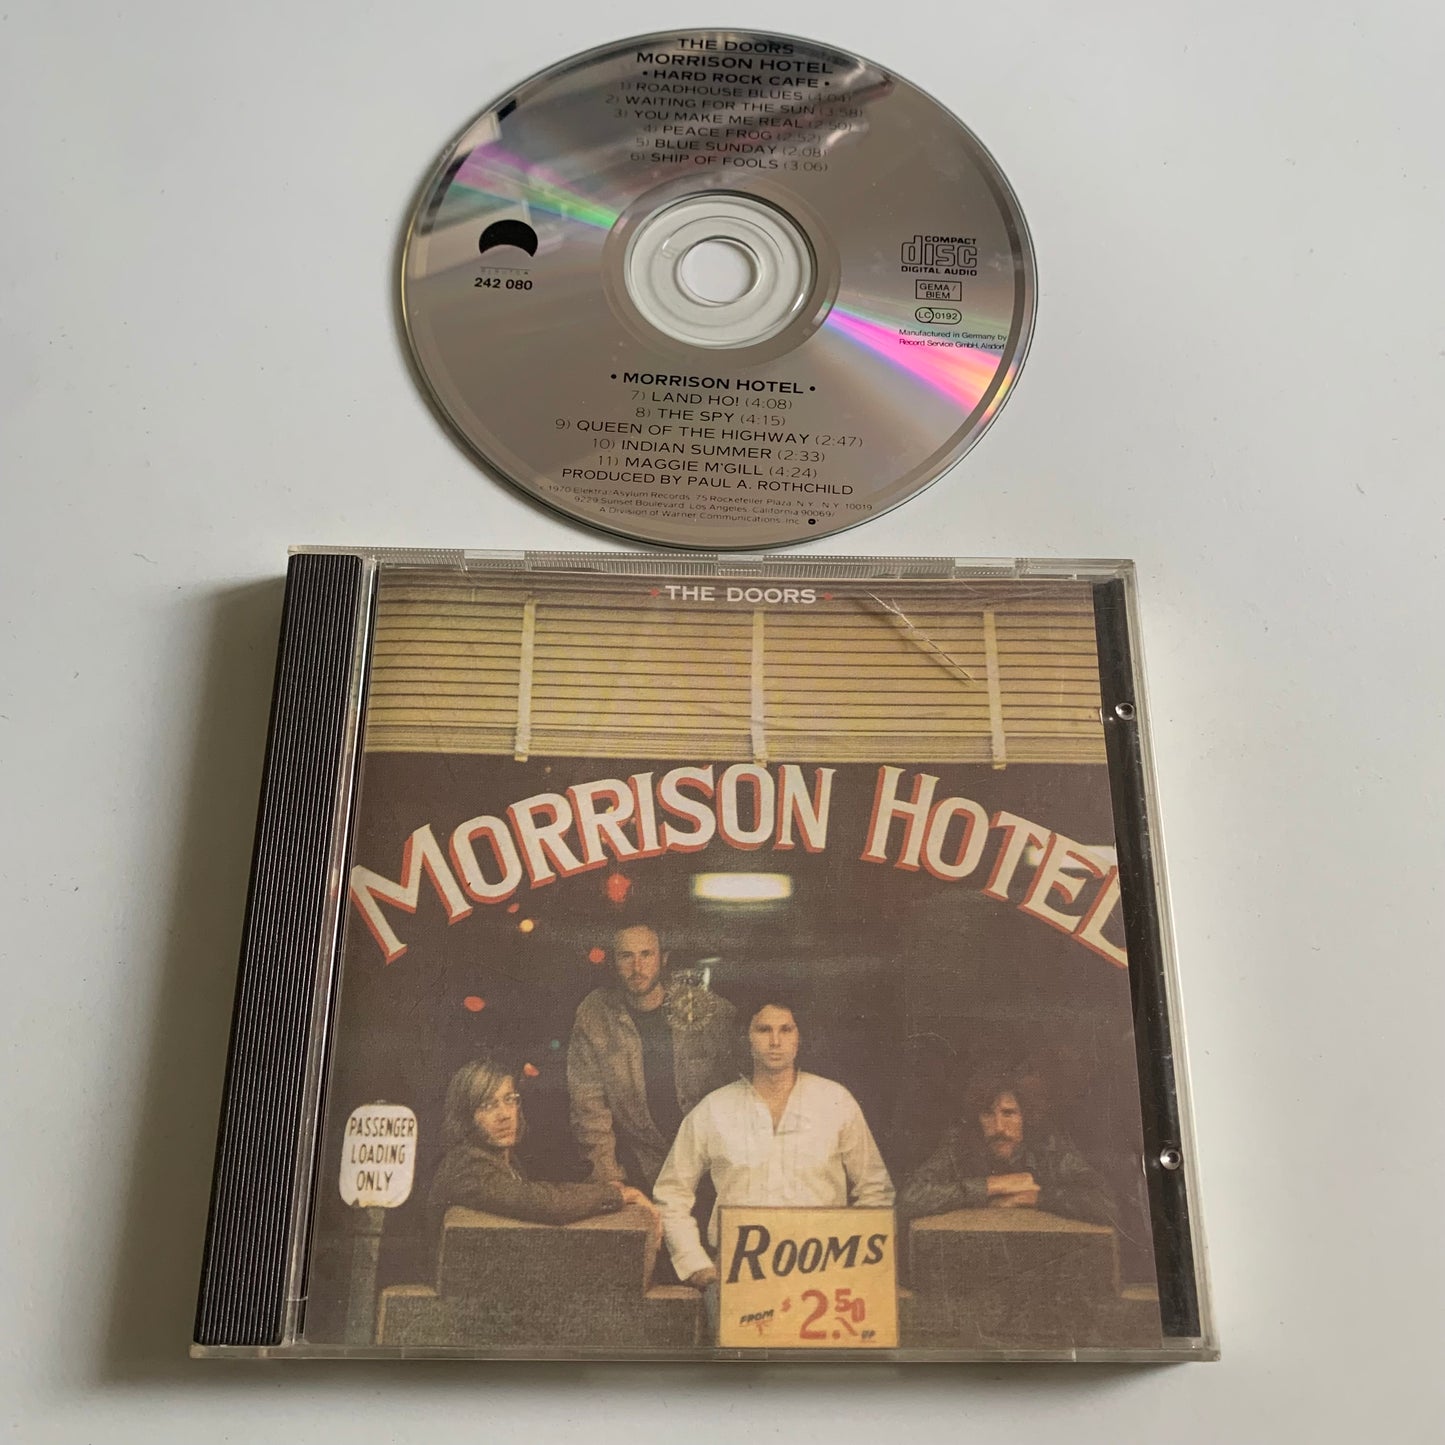 THE DOORS
MORRISON HOTEL
• HARD ROCK CAFE •
1) ROADHOUSE BLUES (4:04)
2) WAITING FOR THE SUN (3:58)
3) YOU MAKE ME REAL (2:50)
4) PEACE FROG (2:52)
5) BLUE SUNDAY (2:08)
6) SHIP OF FOOLS (3:06)
ELEKTRA
242 080
COMPACT
disc
DIGITAL AUDIO
GEMA/
BIEM
LC 0192
Manufactured in Germany by
Record Service GmbH, Alsdorf
• MORRISON HOTEL •
7) LAND HO! (4:08)
8) THE SPY (4:15)
9) QUEEN OF THE HIGHWAY (2:47)
10) INDIAN SUMMER (2:33)
11) MAGGIE M'GILL (4:24)
PRODUCED BY PAUL A. ROTHCHILD
© 1970 Elektra/Asylum Records, 75 Rockefeller Plaza, N.Y., N.Y. 10019
9229 Sunset Boulevard, Los Angeles, California 90069/
A Division of Warner Communications, Inc.
THE DOORS
MORRISON HOTEL
PASSENGER
LOADING
ONLY
ROOMS
FROM $2.50 UP